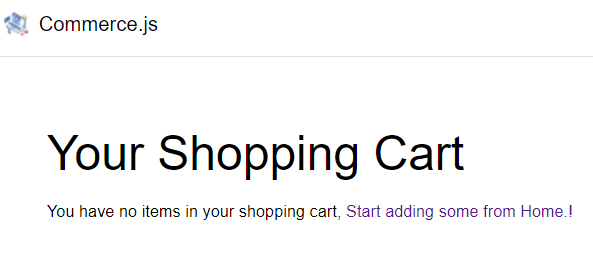 Commerce.js
Your Shopping Cart
You have no items in your shopping cart, Start adding some from Home.!